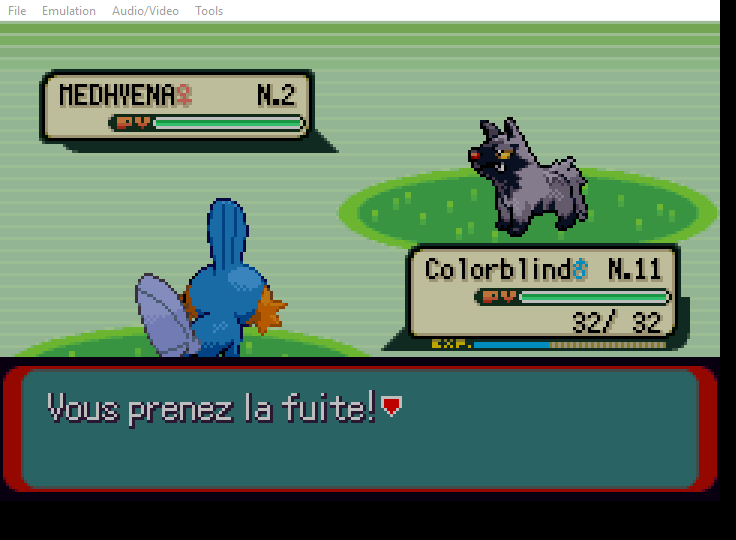 File Emulation Audio/Video Tools
MEDHYENA♀ N.2
PV
Colorblind♂ N.11
PV
32/ 32
EXP.
Vous prenez la fuite!